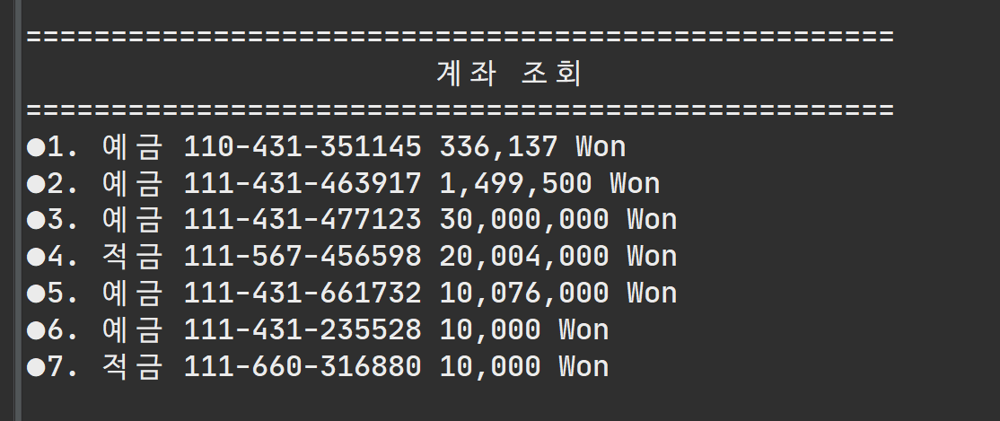 ===================================================
계좌 조회
===================================================
●1. 예금 110-431-351145 336,137 Won
●2. 예금 111-431-463917 1,499,500 Won
●3. 예금 111-431-477123 30,000,000 Won
●4. 적금 111-567-456598 20,004,000 Won
●5. 예금 111-431-661732 10,076,000 Won
●6. 예금 111-431-235528 10,000 Won
●7. 적금 111-660-316880 10,000 Won